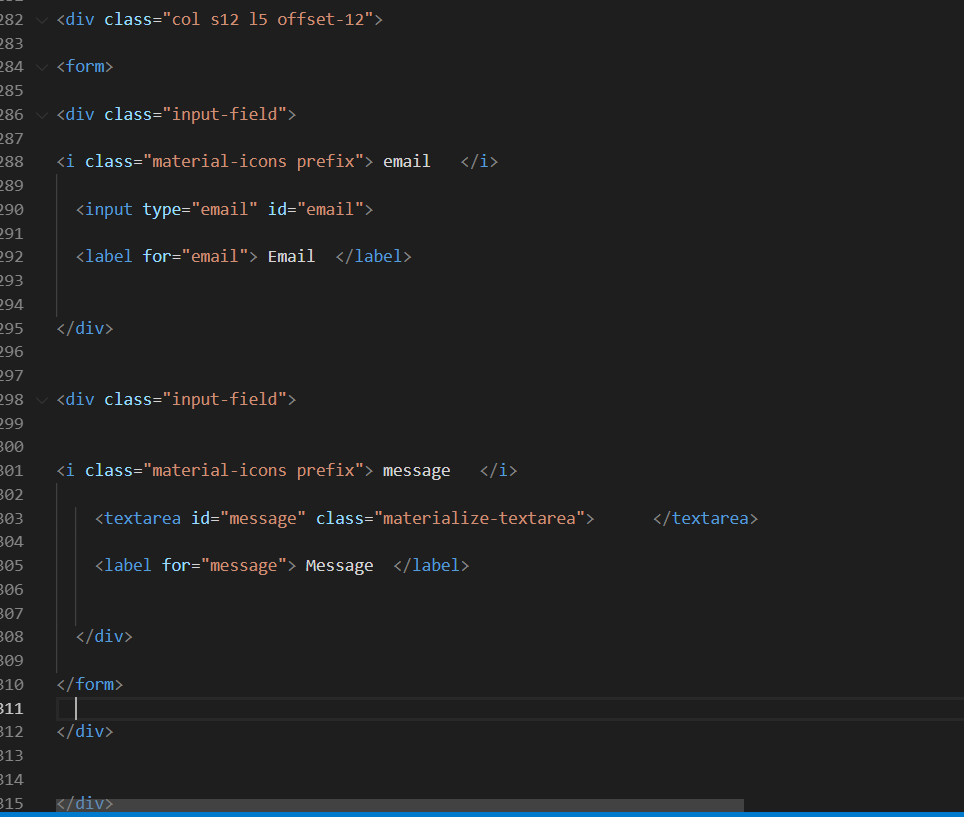 282 <div class="col s12 l5 offset-12">
283
284 <form>
285
286 <div class="input-field">
287
288 <i class="material-icons prefix"> email   </i>
289
290   <input type="email" id="email">
291
292   <label for="email"> Email  </label>
293
294
295 </div>
296
297
298 <div class="input-field">
299
300
301 <i class="material-icons prefix"> message   </i>
302
303     <textarea id="message" class="materialize-textarea">      </textarea>
304
305     <label for="message"> Message  </label>
306
307
308   </div>
309
310 </form>
311
312 </div>
313
314
315 </div>